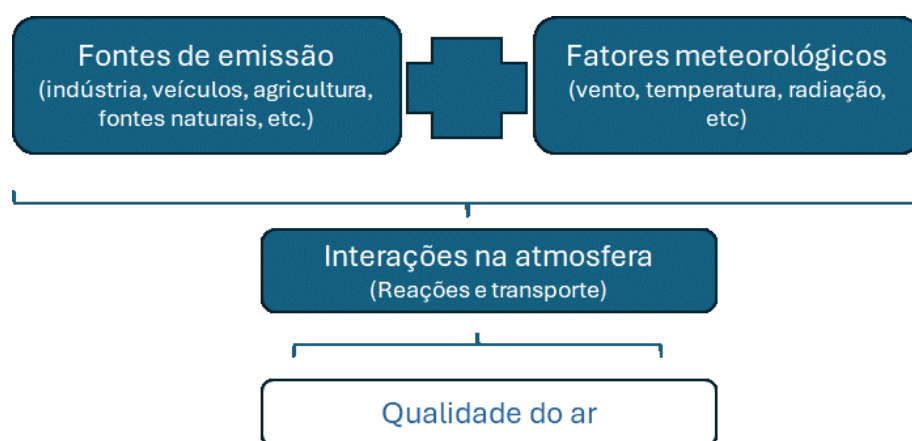 Fontes de emissão
(indústria, veículos, agricultura,
fontes naturais, etc.)
Fatores meteorológicos
(vento, temperatura, radiação,
etc)
Interações na atmosfera
(Reações e transporte)
Qualidade do ar